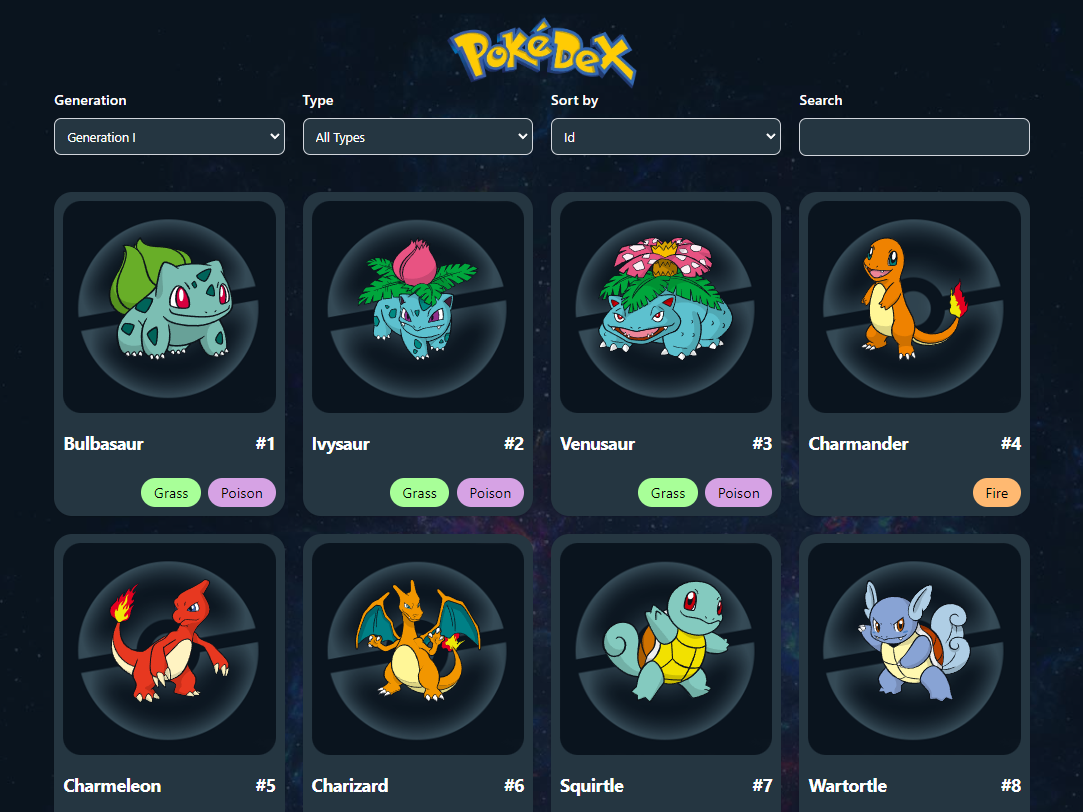 PokéDex
Generation Type Sort by Search
Generation I All Types Id
Bulbasaur #1 Ivysaur #2 Venusaur #3 Charmander #4
Grass Poison Grass Poison Grass Poison Fire
Charmeleon #5 Charizard #6 Squirtle #7 Wartortle #8